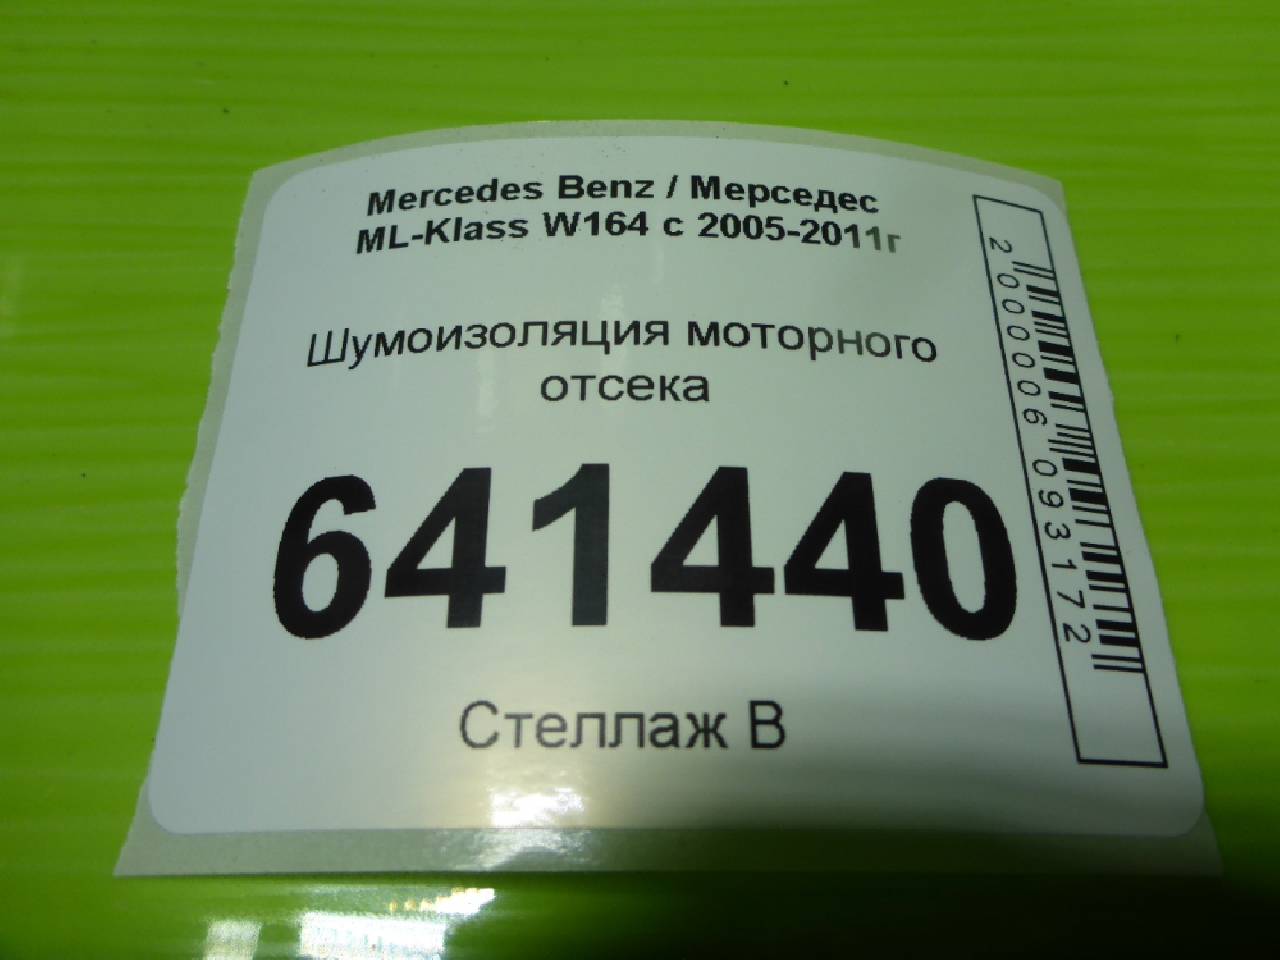 Mercedes Benz / Мерседес
ML-Klass W164 с 2005-2011г
Шумоизоляция моторного
отсека
641440
Стеллаж В
2000006093172